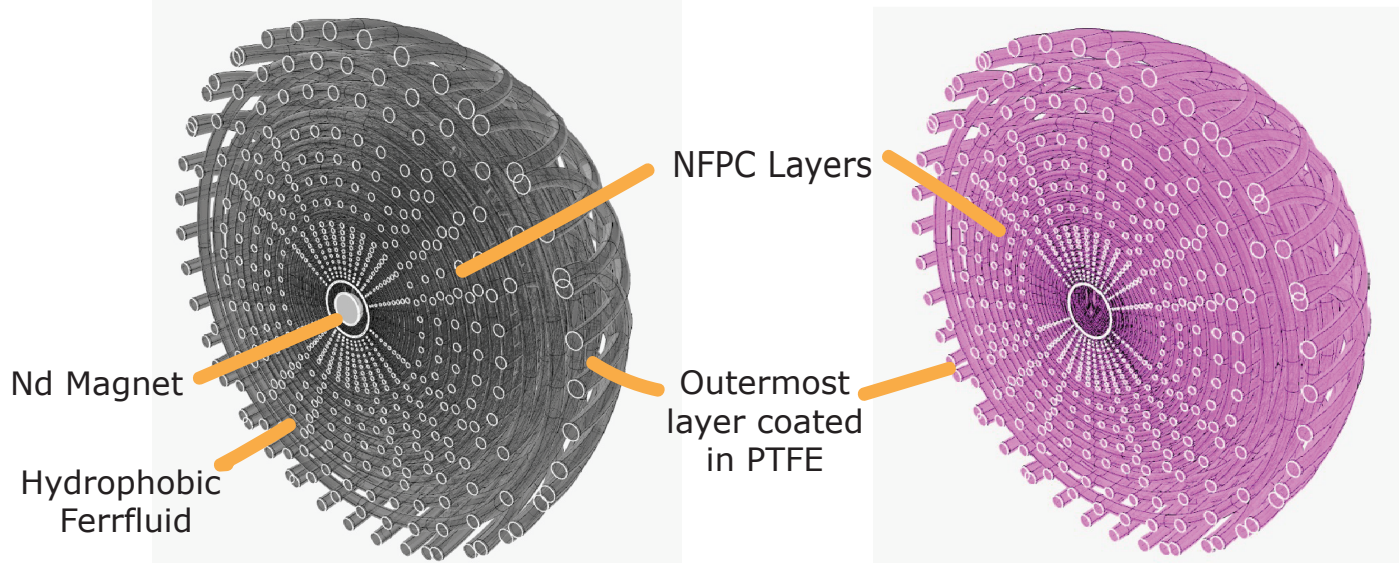 NFPC Layers
Nd Magnet
Outermost
layer coated
in PTFE
Hydrophobic
Ferrfluid